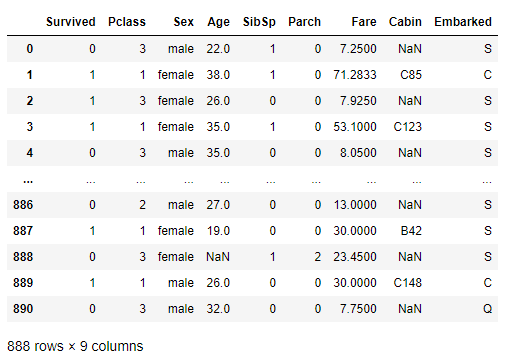 Survived Pclass Sex Age SibSp Parch Fare Cabin Embarked
0 0 3 male 22.0 1 0 7.2500 NaN S
1 1 1 female 38.0 1 0 71.2833 C85 C
2 1 3 female 26.0 0 0 7.9250 NaN S
3 1 1 female 35.0 1 0 53.1000 C123 S
4 0 3 male 35.0 0 0 8.0500 NaN S
... ... ... ... ... ... ... ... ... ...
886 0 2 male 27.0 0 0 13.0000 NaN S
887 1 1 female 19.0 0 0 30.0000 B42 S
888 0 3 female NaN 1 2 23.4500 NaN S
889 1 1 male 26.0 0 0 30.0000 C148 C
890 0 3 male 32.0 0 0 7.7500 NaN Q
888 rows × 9 columns